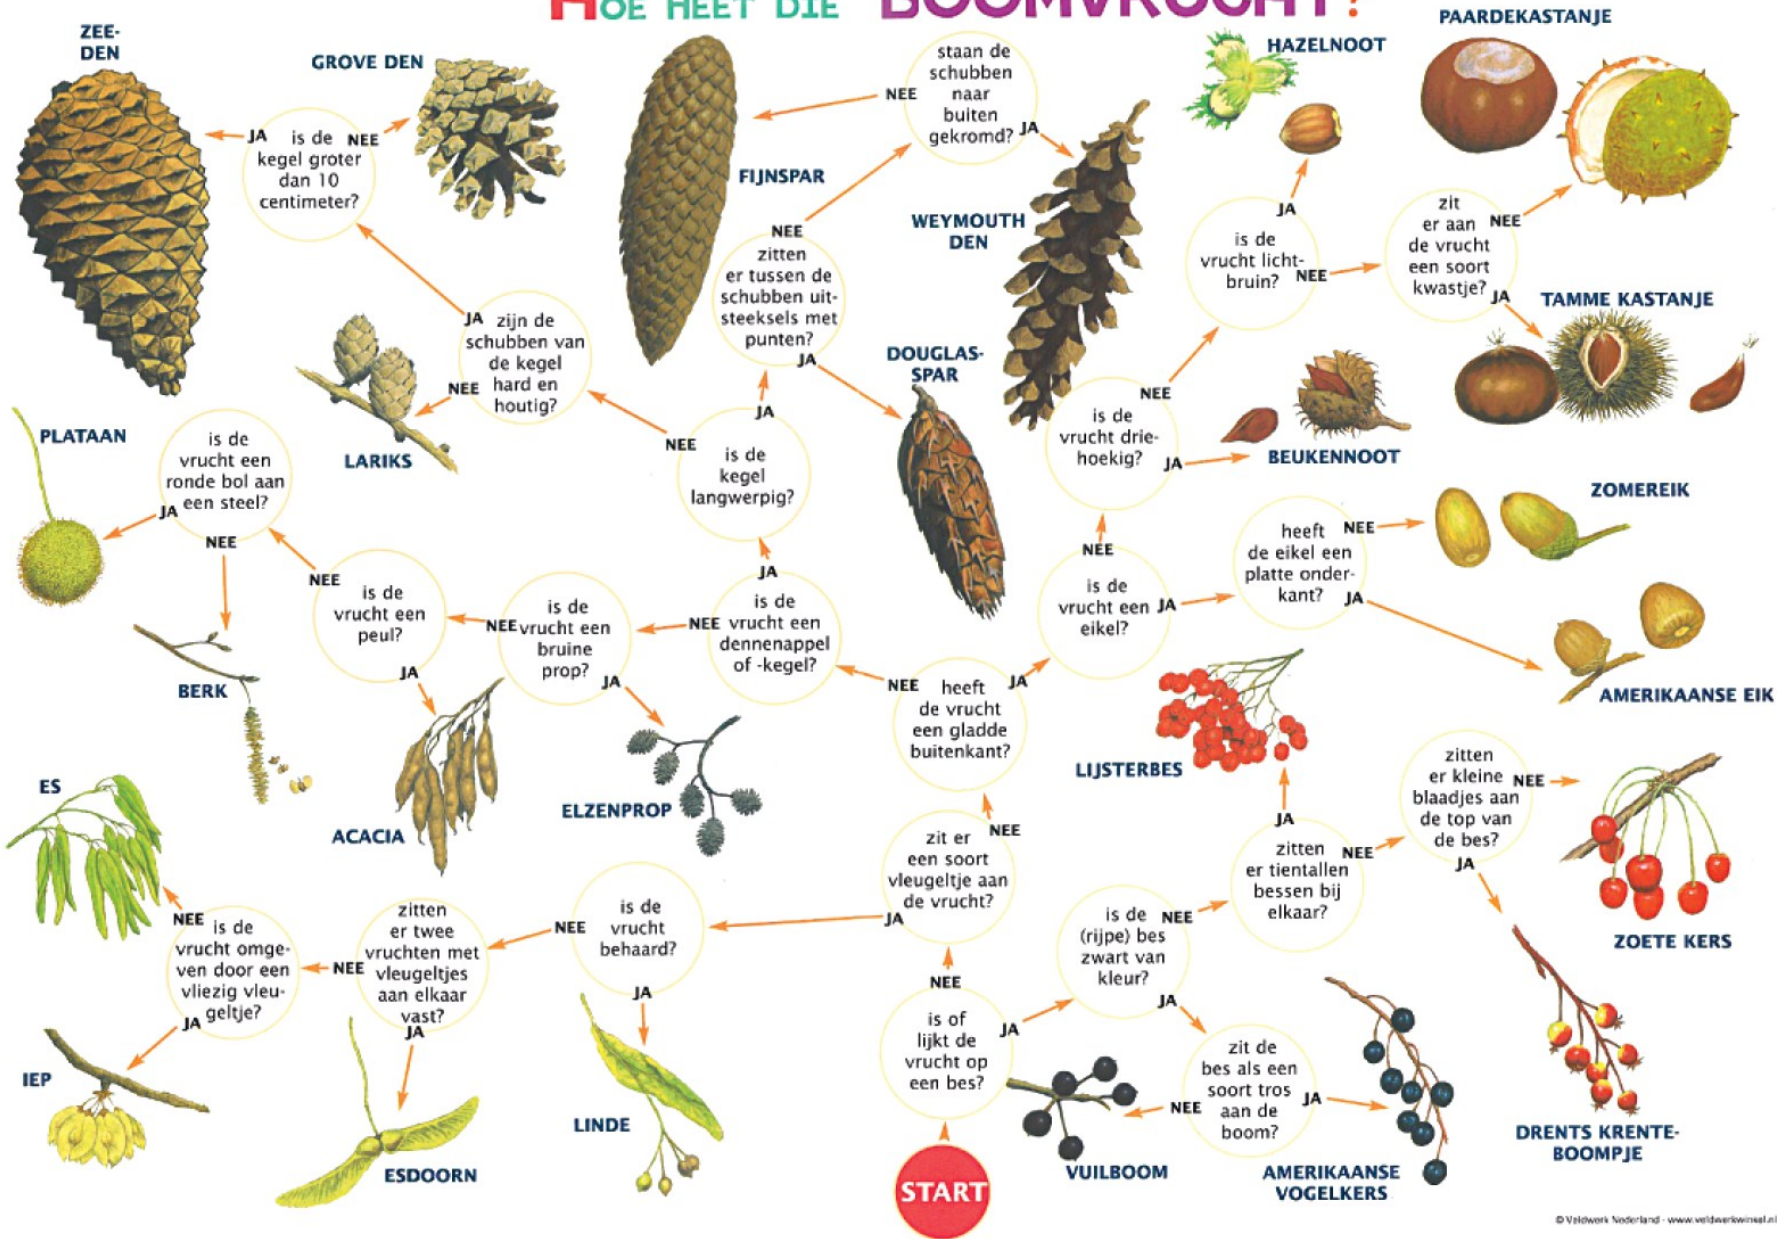 HOE HEET DIE BOOMVRUCHT?
ZEE-
DEN
GROVE DEN
JA
is de
kegel groter
dan 10
centimeter?
NEE
FIJNSPAR
NEE
staan de
schubben
naar
buiten
gekromd?
JA
WEYMOUTH
DEN
HAZELNOOT
PAARDEKASTANJE
JA
is de
vrucht licht-
bruin?
NEE
zit
er aan
de vrucht
een soort
kwastje?
NEE
JA
TAMME KASTANJE
NEE
zitten
er tussen de
schubben uit-
steeksels met
punten?
JA
DOUGLAS-
SPAR
JA
zijn de
schubben van
de kegel
hard en
houtig?
NEE
LARIKS
JA
is de
kegel
langwerpig?
NEE
NEE
is de
vrucht drie-
hoekig?
JA
BEUKENNOOT
PLATAAN
is de
vrucht een
ronde bol aan
een steel?
JA
NEE
BERK
NEE
is de
vrucht een
peul?
JA
ACACIA
NEE
is de
vrucht een
bruine
prop?
JA
ELZENPROP
JA
is de
vrucht een
dennenappel
of -kegel?
NEE
NEE
is de
vrucht een
eikel?
JA
heeft
de eikel een
platte onder-
kant?
NEE
JA
ZOMEREIK
AMERIKAANSE EIK
NEE
heeft
de vrucht
een gladde
buitenkant?
JA
LIJSTERBES
JA
zitten
er tientallen
bessen bij
elkaar?
NEE
zitten
er kleine
blaadjes aan
de top van
de bes?
NEE
JA
ZOETE KERS
DRENTS KRENTE-
BOOMPJE
ES
NEE
is de
vrucht omge-
ven door een
vliezig vleu-
geltje?
JA
IEP
zitten
er twee
vruchten met
vleugeltjes
aan elkaar
vast?
NEE
JA
ESDOORN
is de
vrucht
behaard?
NEE
JA
LINDE
NEE
zit er
een soort
vleugeltje aan
de vrucht?
JA
NEE
is of
lijkt de
vrucht op
een bes?
JA
START
is de
(rijpe) bes
zwart van
kleur?
NEE
JA
zit de
bes als een
soort tros
aan de
boom?
NEE
JA
VUILBOOM
AMERIKAANSE
VOGELKERS
© Veldwerk Nederland - www.veldwerkwinkel.nl